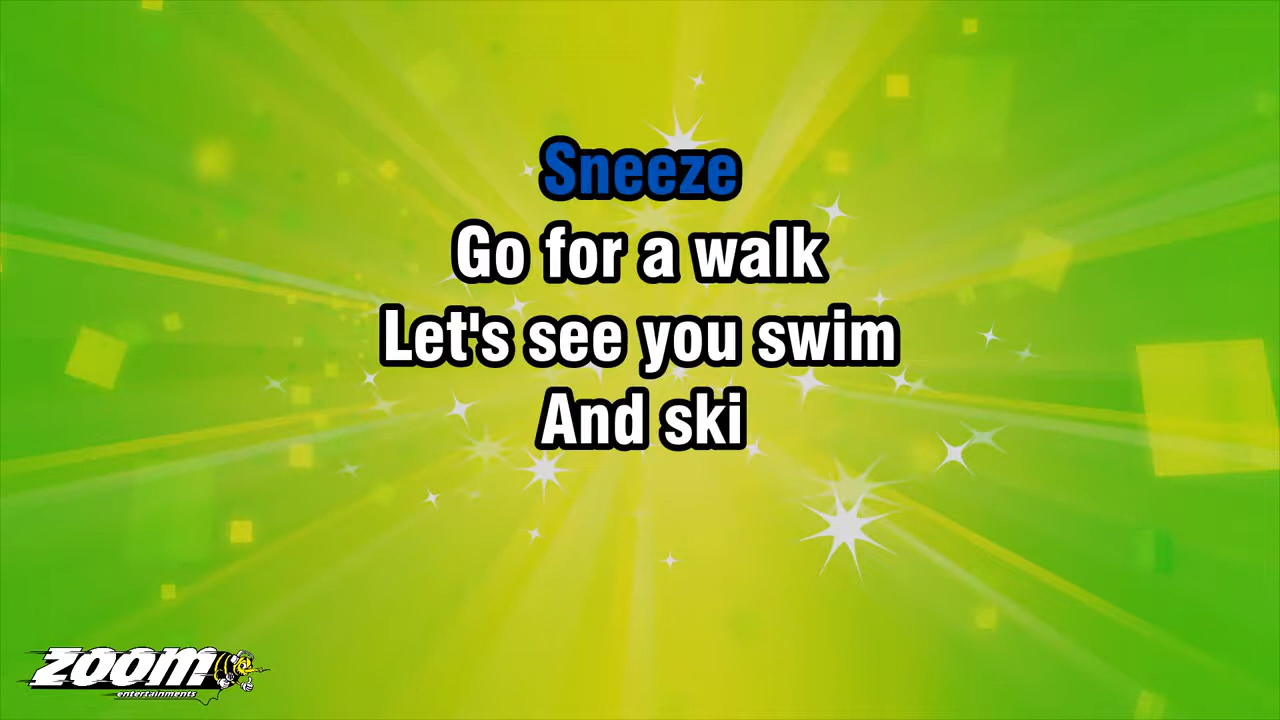 Sneeze
Go for a walk
Let's see you swim
And ski
ZOOM
entertainments